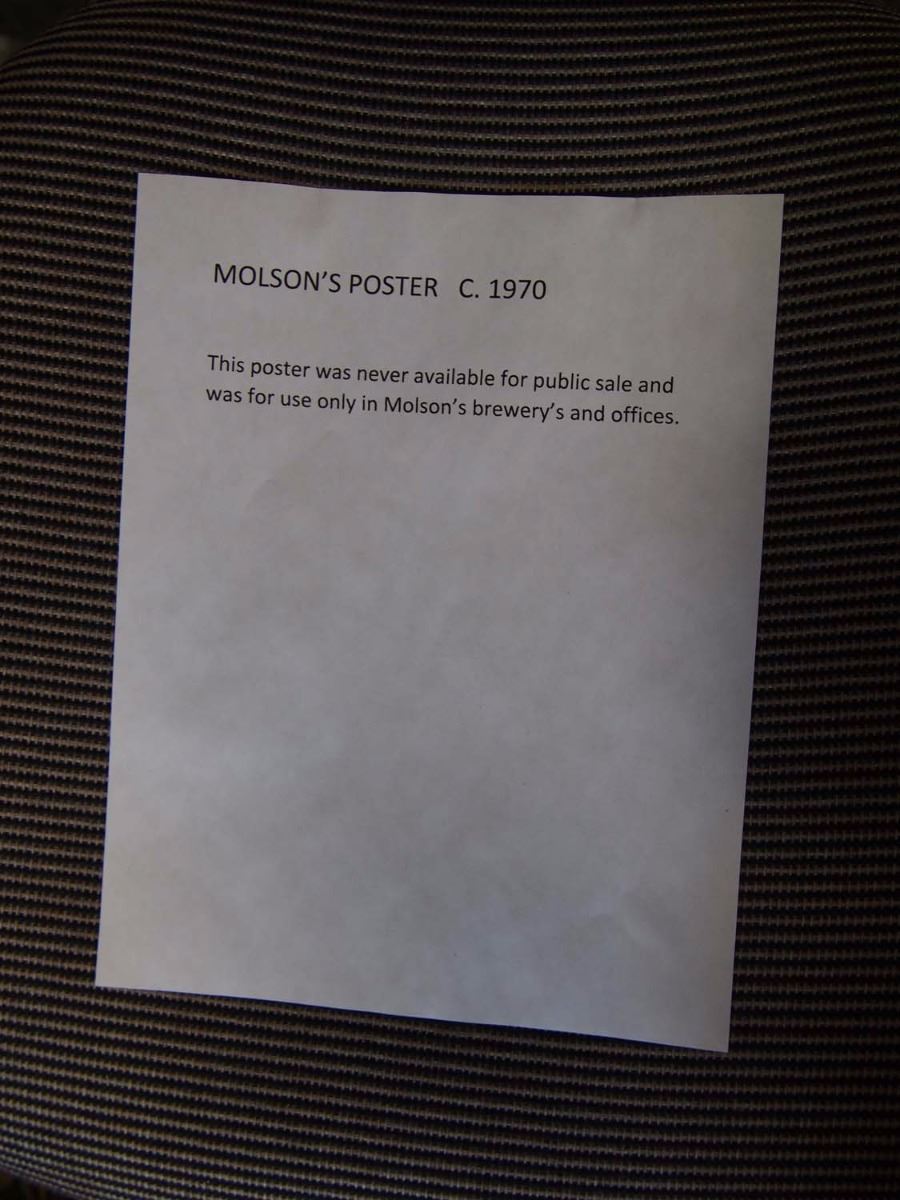 MOLSON'S POSTER   C. 1970
This poster was never available for public sale and
was for use only in Molson's brewery's and offices.